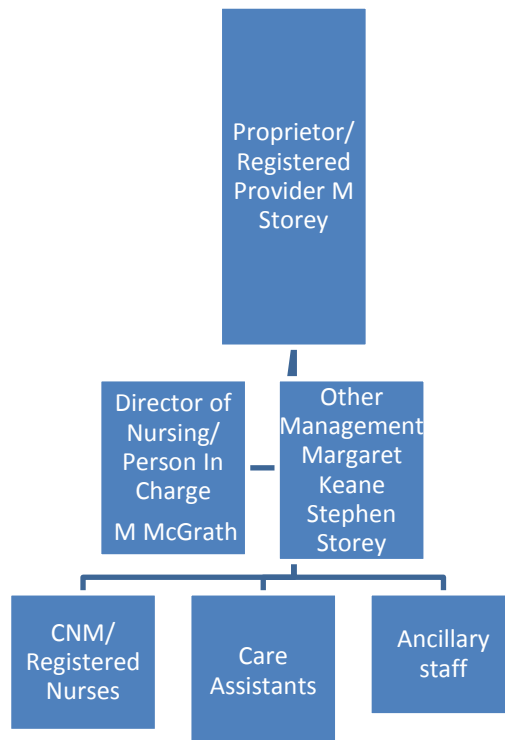 Proprietor/
Registered
Provider M
Storey
Director of
Nursing/
Person In
Charge
M McGrath
Other
Management
Margaret
Keane
Stephen
Storey
CNM/
Registered
Nurses
Care
Assistants
Ancillary
staff